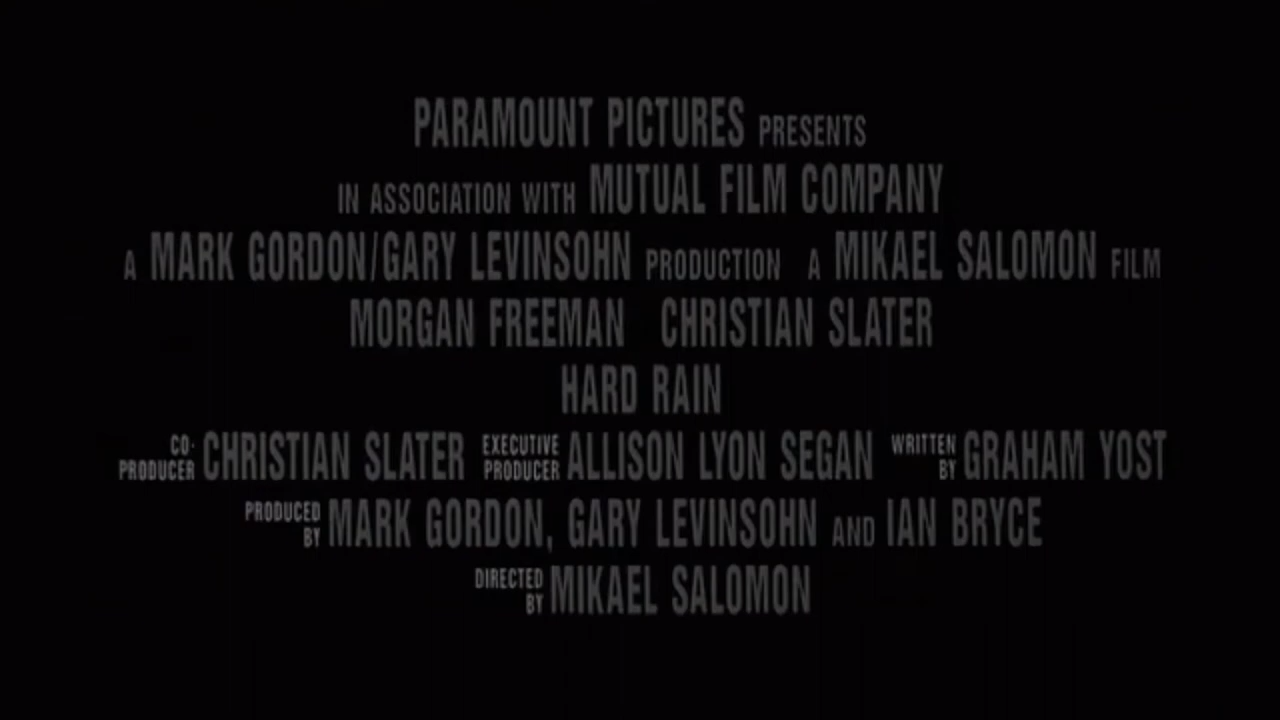 PARAMOUNT PICTURES PRESENTS
IN ASSOCIATION WITH MUTUAL FILM COMPANY
A MARK GORDON/GARY LEVINSOHN PRODUCTION A MIKAEL SALOMON FILM
MORGAN FREEMAN CHRISTIAN SLATER
HARD RAIN
CO-PRODUCER CHRISTIAN SLATER EXECUTIVE PRODUCER ALLISON LYON SEGAN WRITTEN BY GRAHAM YOST
PRODUCED BY MARK GORDON, GARY LEVINSOHN AND IAN BRYCE
DIRECTED BY MIKAEL SALOMON